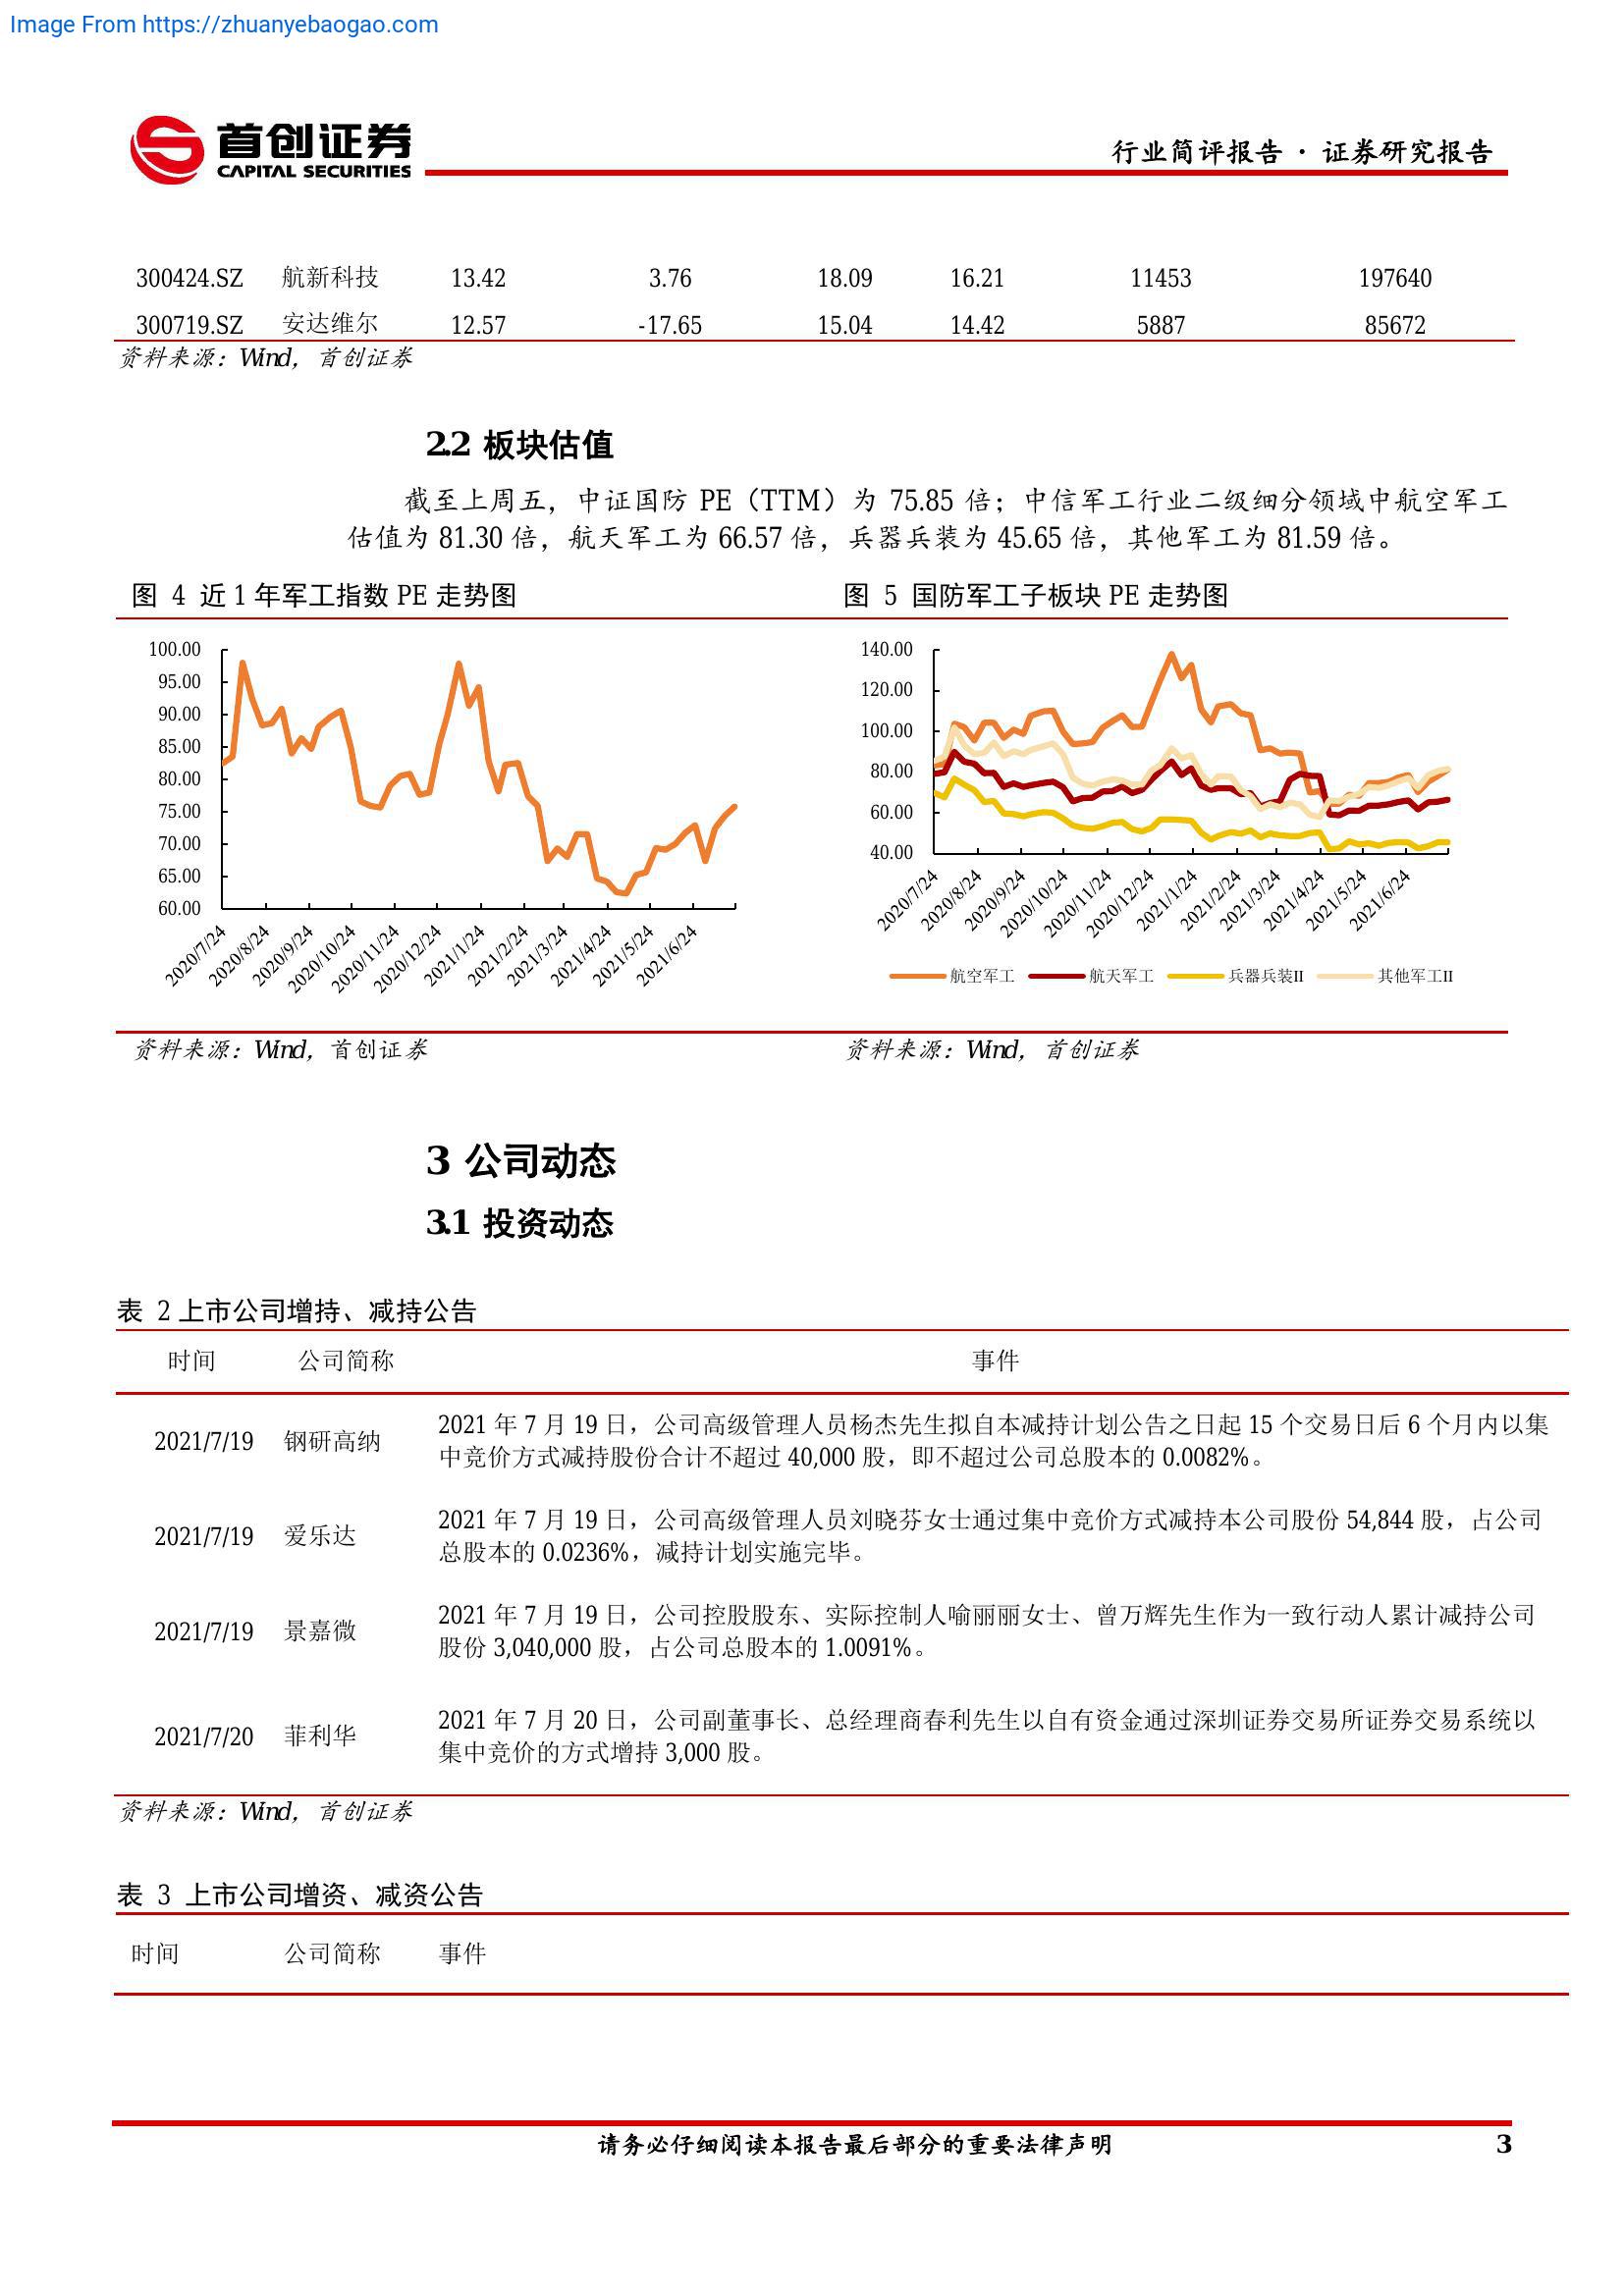 Image From https://zhuanyebaogao.com
首创证券
CAPITAL SECURITIES
行业简评报告 · 证券研究报告
300424.SZ 航新科技 13.42 3.76 18.09 16.21 11453 197640
300719.SZ 安达维尔 12.57 -17.65 15.04 14.42 5887 85672
资料来源：Wind，首创证券
2.2 板块估值
截至上周五，中证国防 PE（TTM）为 75.85 倍；中信军工行业二级细分领域中航空军工
估值为 81.30 倍，航天军工为 66.57 倍，兵器兵装为 45.65 倍，其他军工为 81.59 倍。
图 4 近 1 年军工指数 PE 走势图
100.00
95.00
90.00
85.00
80.00
75.00
70.00
65.00
60.00
2020/7/24 2020/8/24 2020/9/24 2020/10/24 2020/11/24 2020/12/24 2021/1/24 2021/2/24 2021/3/24 2021/4/24 2021/5/24 2021/6/24
资料来源：Wind，首创证券
图 5 国防军工子板块 PE 走势图
140.00
120.00
100.00
80.00
60.00
40.00
2020/7/24 2020/8/24 2020/9/24 2020/10/24 2020/11/24 2020/12/24 2021/1/24 2021/2/24 2021/3/24 2021/4/24 2021/5/24 2021/6/24
航空军工 航天军工 兵器兵装II 其他军工II
资料来源：Wind，首创证券
3 公司动态
3.1 投资动态
表 2 上市公司增持、减持公告
时间 公司简称 事件
2021/7/19 钢研高纳 2021 年 7 月 19 日，公司高级管理人员杨杰先生拟自本减持计划公告之日起 15 个交易日后 6 个月内以集
中竞价方式减持股份合计不超过 40,000 股，即不超过公司总股本的 0.0082%。
2021/7/19 爱乐达 2021 年 7 月 19 日，公司高级管理人员刘晓芬女士通过集中竞价方式减持本公司股份 54,844 股，占公司
总股本的 0.0236%，减持计划实施完毕。
2021/7/19 景嘉微 2021 年 7 月 19 日，公司控股股东、实际控制人喻丽丽女士、曾万辉先生作为一致行动人累计减持公司
股份 3,040,000 股，占公司总股本的 1.0091%。
2021/7/20 菲利华 2021 年 7 月 20 日，公司副董事长、总经理商春利先生以自有资金通过深圳证券交易所证券交易系统以
集中竞价的方式增持 3,000 股。
资料来源：Wind，首创证券
表 3 上市公司增资、减资公告
时间 公司简称 事件
请务必仔细阅读本报告最后部分的重要法律声明 3